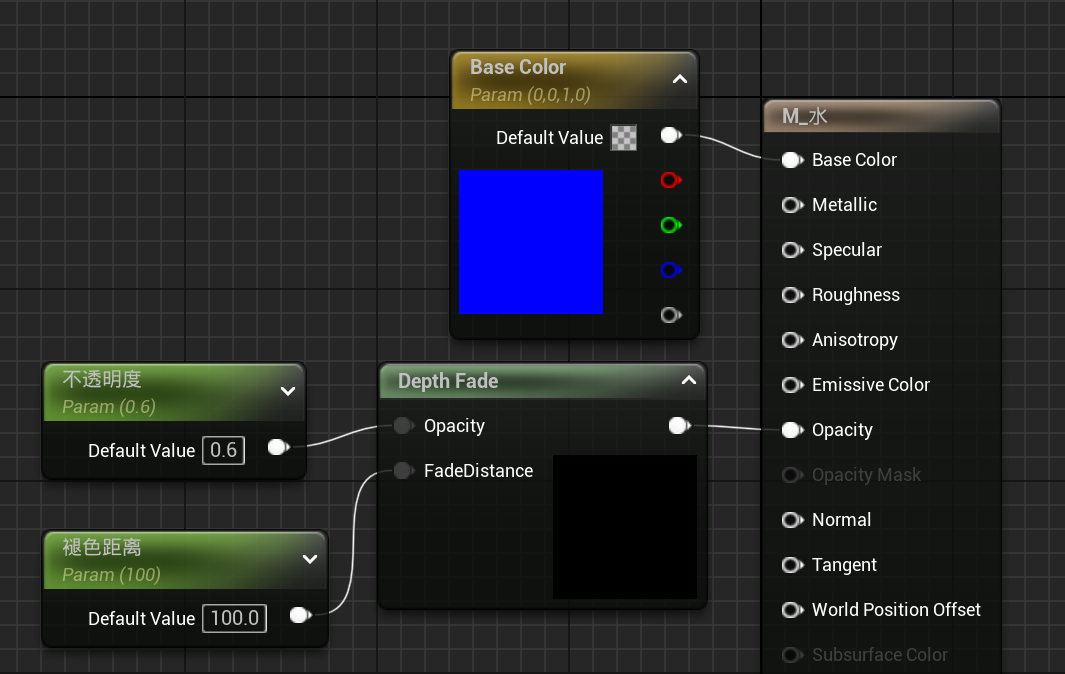 Base Color
Param (0,0,1,0)
Default Value
M_水
Base Color
Metallic
Specular
Roughness
Anisotropy
Emissive Color
Opacity
Opacity Mask
Normal
Tangent
World Position Offset
Subsurface Color
不透明度
Param (0.6)
Default Value 0.6
Depth Fade
Opacity
FadeDistance
褪色距离
Param (100)
Default Value 100.0